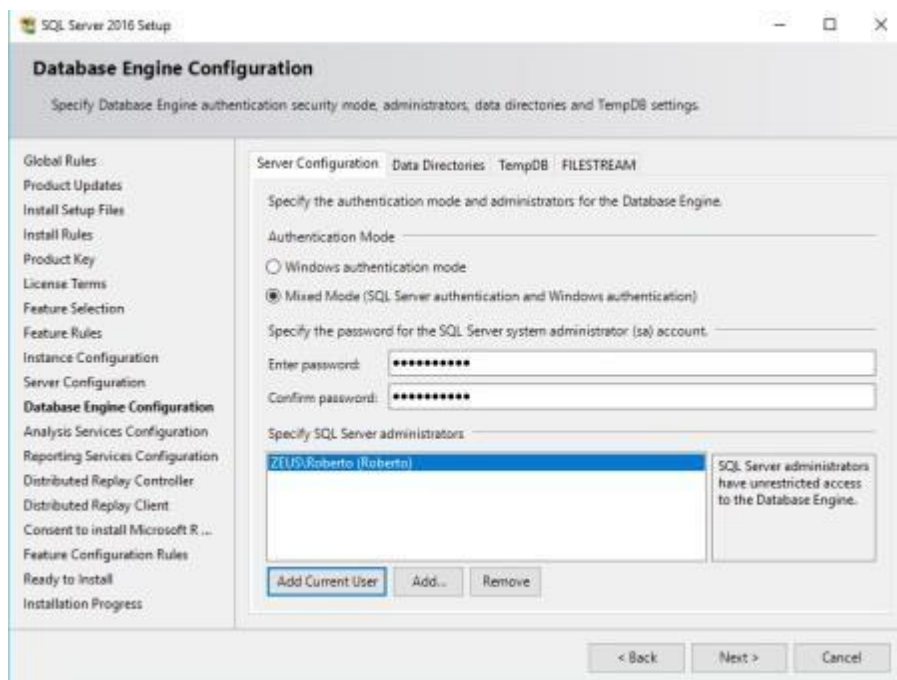 SQL Server 2016 Setup
Database Engine Configuration
Specify Database Engine authentication security mode, administrators, data directories and TempDB settings.
Global Rules
Product Updates
Install Setup Files
Install Rules
Product Key
License Terms
Feature Selection
Feature Rules
Instance Configuration
Server Configuration
Database Engine Configuration
Analysis Services Configuration
Reporting Services Configuration
Distributed Replay Controller
Distributed Replay Client
Consent to install Microsoft R ...
Feature Configuration Rules
Ready to Install
Installation Progress
Server Configuration Data Directories TempDB FILESTREAM
Specify the authentication mode and administrators for the Database Engine.
Authentication Mode
Windows authentication mode
Mixed Mode (SQL Server authentication and Windows authentication)
Specify the password for the SQL Server system administrator (sa) account.
Enter password: ●●●●●●●●●●
Confirm password: ●●●●●●●●●●
Specify SQL Server administrators
ZEUS\Roberto (Roberto)
SQL Server administrators
have unrestricted access
to the Database Engine.
Add Current User Add... Remove
< Back Next > Cancel